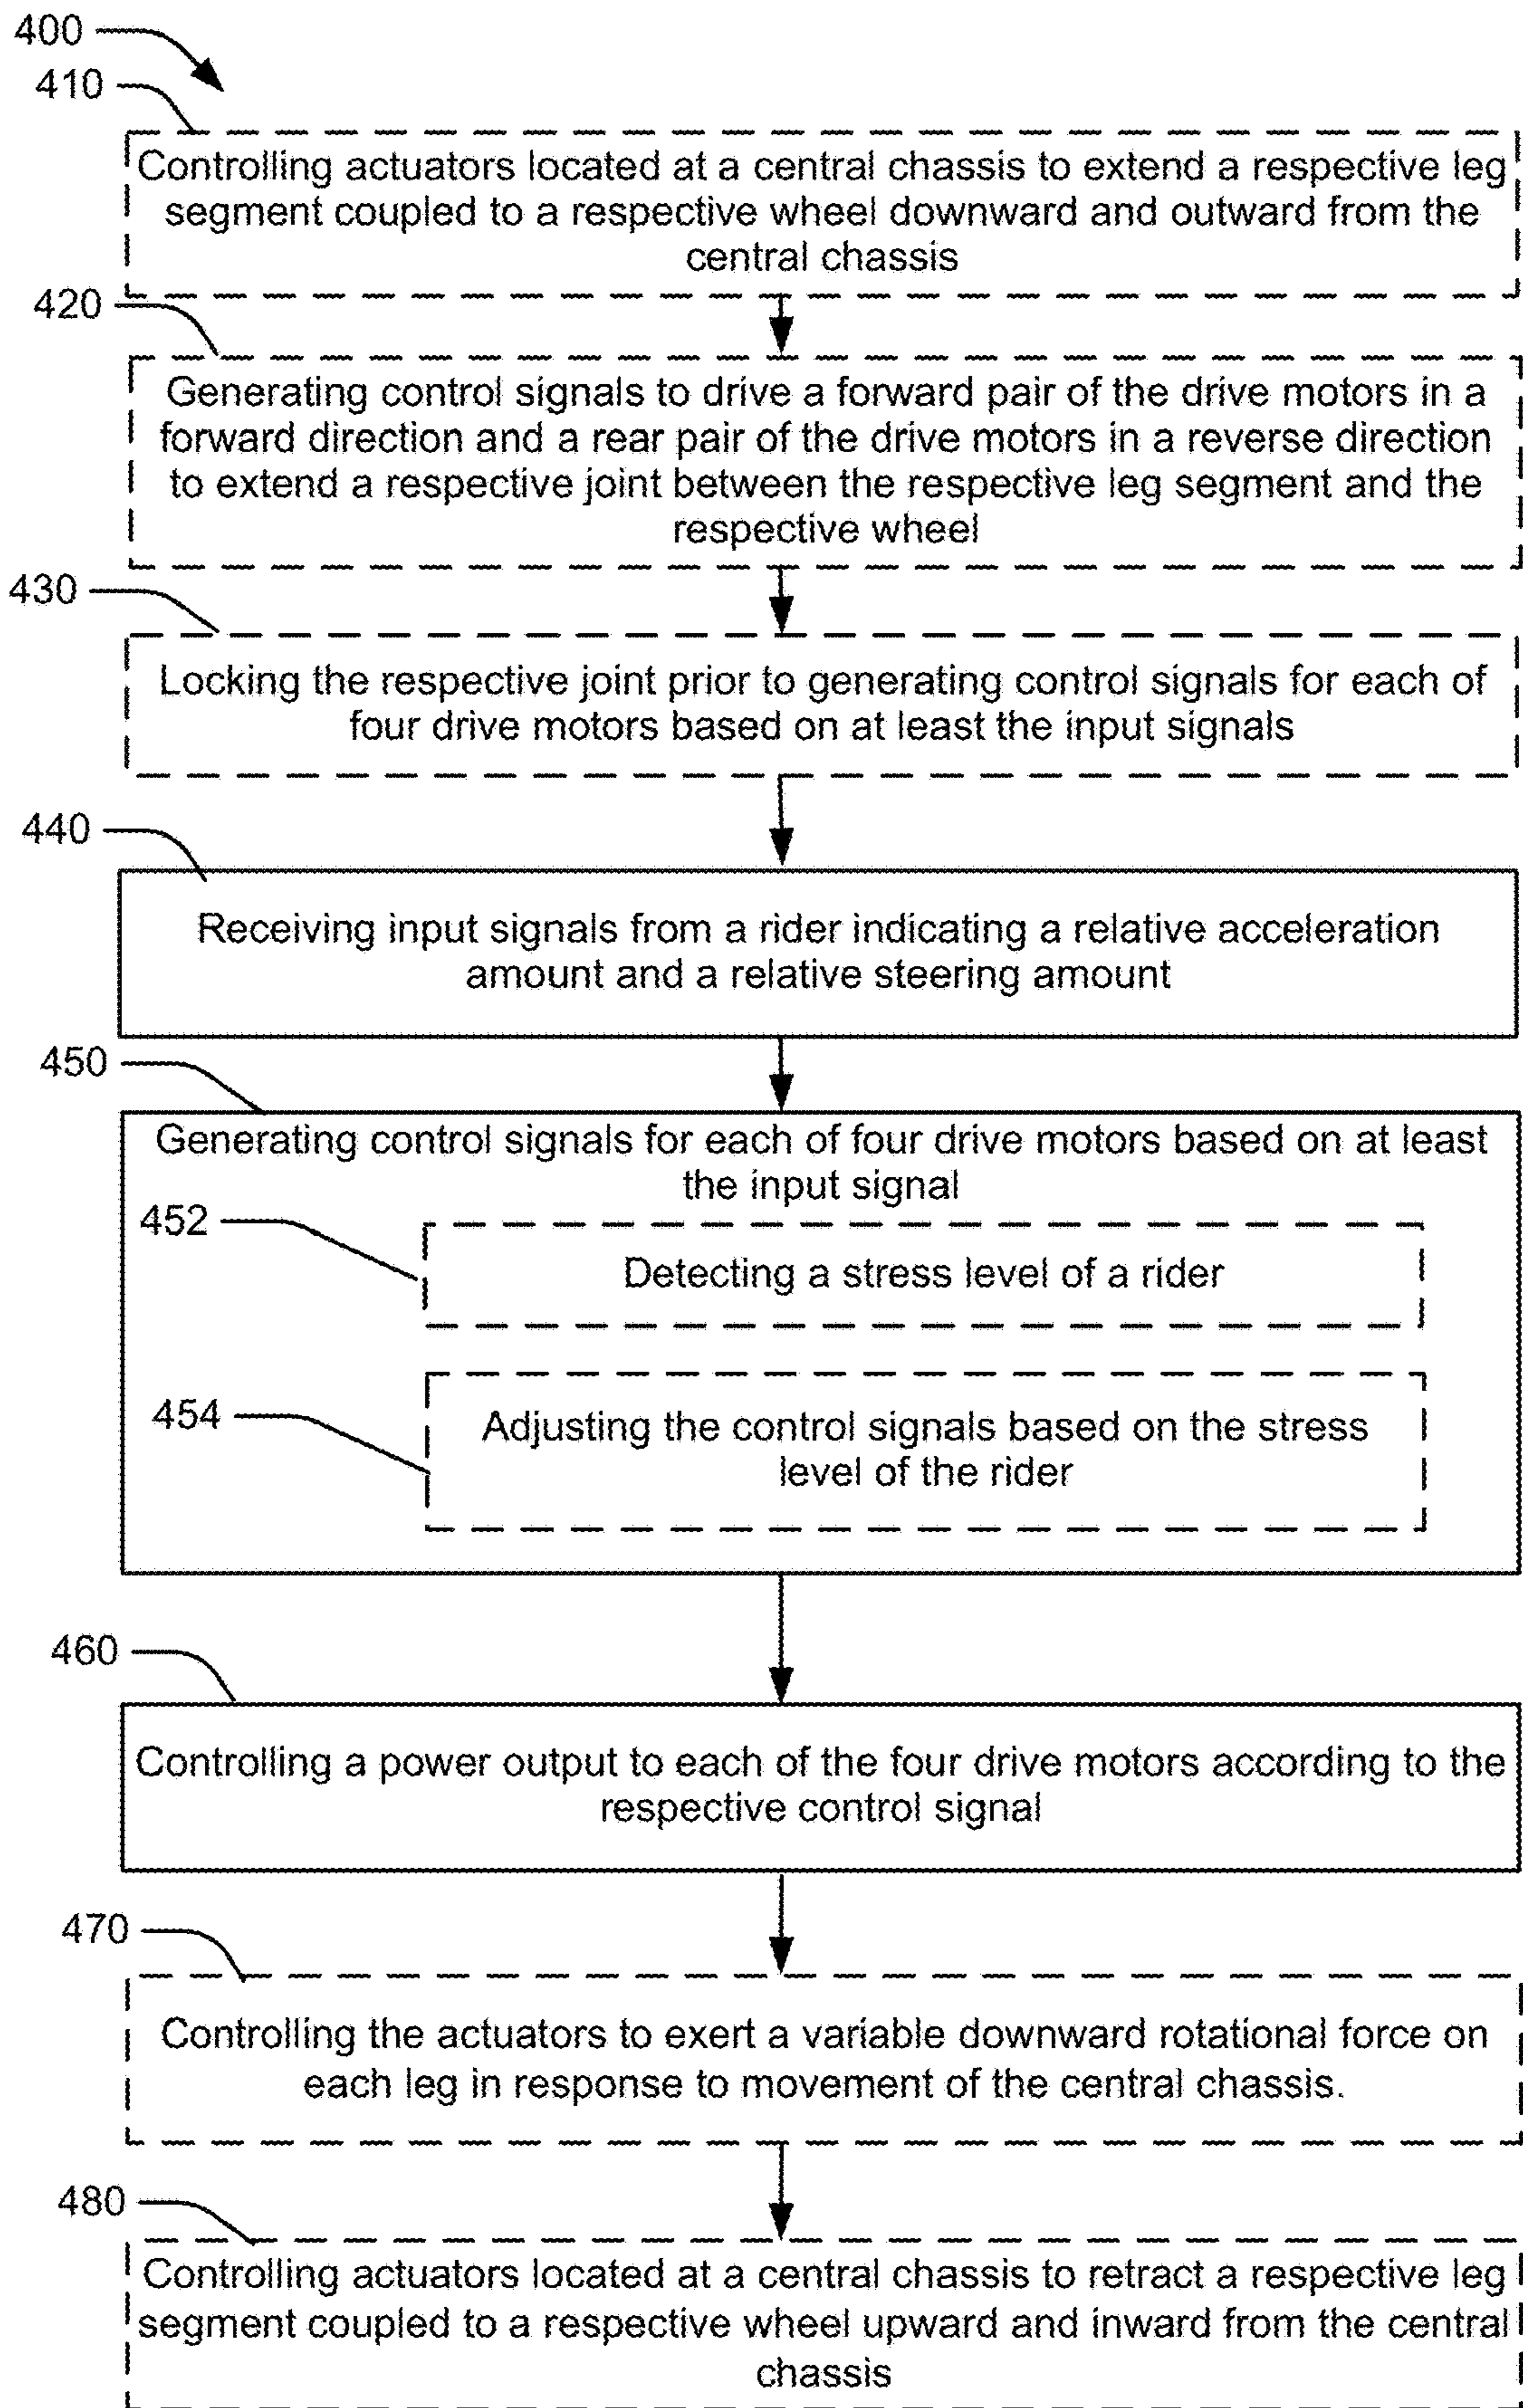 400
410
Controlling actuators located at a central chassis to extend a respective leg
segment coupled to a respective wheel downward and outward from the
central chassis
420
Generating control signals to drive a forward pair of the drive motors in a
forward direction and a rear pair of the drive motors in a reverse direction
to extend a respective joint between the respective leg segment and the
respective wheel
430
Locking the respective joint prior to generating control signals for each of
four drive motors based on at least the input signals
440
Receiving input signals from a rider indicating a relative acceleration
amount and a relative steering amount
450
Generating control signals for each of four drive motors based on at least
the input signal
452
Detecting a stress level of a rider
454
Adjusting the control signals based on the stress
level of the rider
460
Controlling a power output to each of the four drive motors according to the
respective control signal
470
Controlling the actuators to exert a variable downward rotational force on
each leg in response to movement of the central chassis.
480
Controlling actuators located at a central chassis to retract a respective leg
segment coupled to a respective wheel upward and inward from the central
chassis